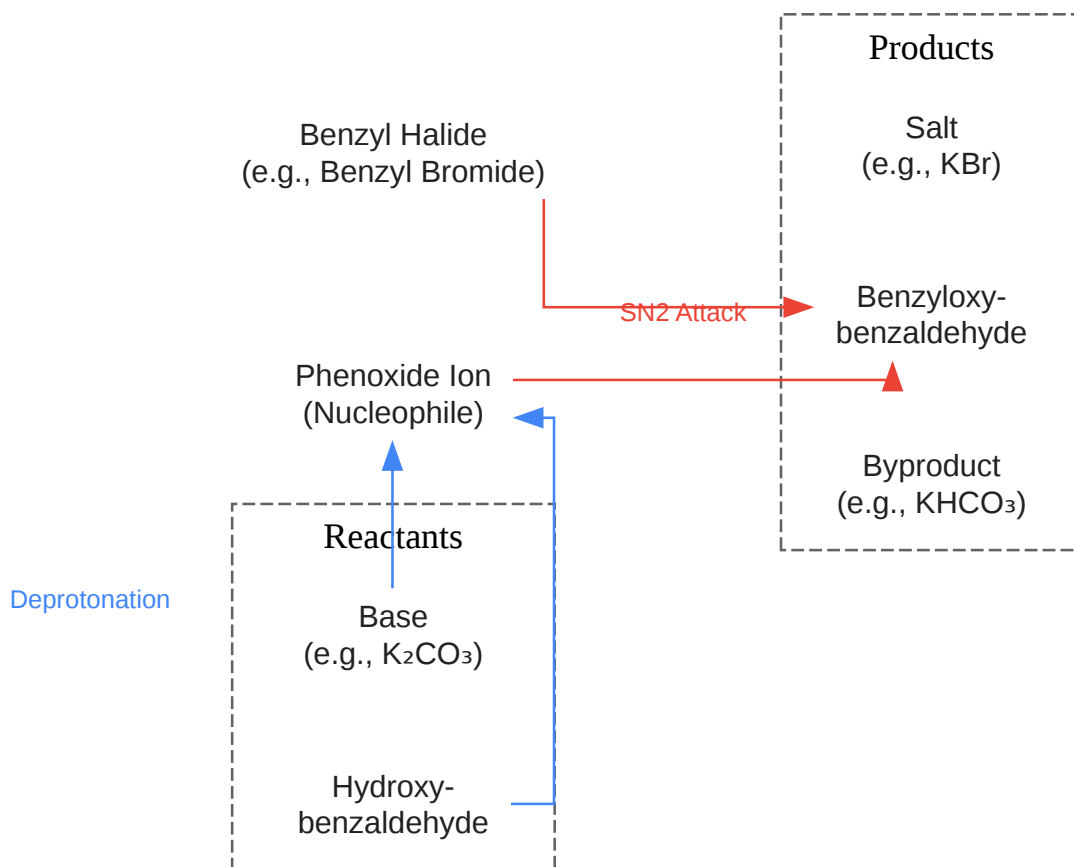 Products
Salt
(e.g., KBr)
Benzyl Halide
(e.g., Benzyl Bromide)
Benzyloxy-
benzaldehyde
SN2 Attack
Phenoxide Ion
(Nucleophile)
Byproduct
(e.g., KHCO₃)
Reactants
Deprotonation
Base
(e.g., K₂CO₃)
Hydroxy-
benzaldehyde